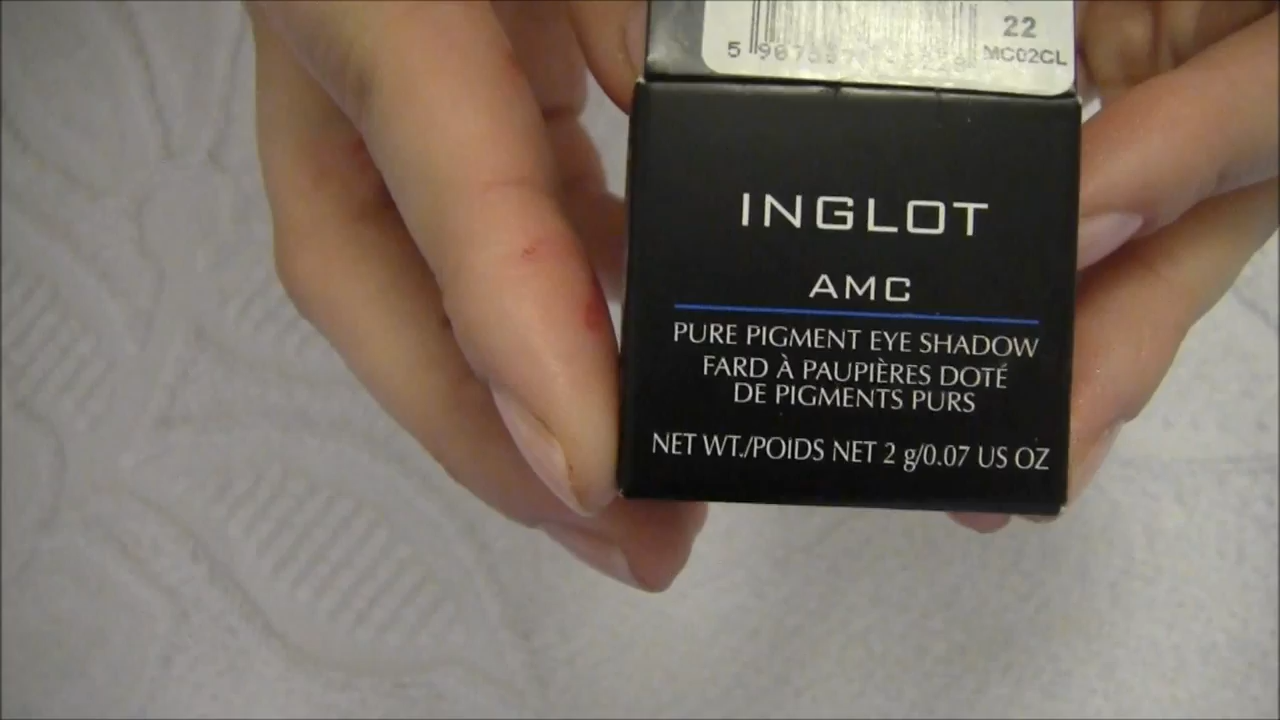 22
MC02CL
INGLOT
AMC
PURE PIGMENT EYE SHADOW
FARD À PAUPIÈRES DOTÉ
DE PIGMENTS PURS
NET WT./POIDS NET 2 g/0.07 US OZ